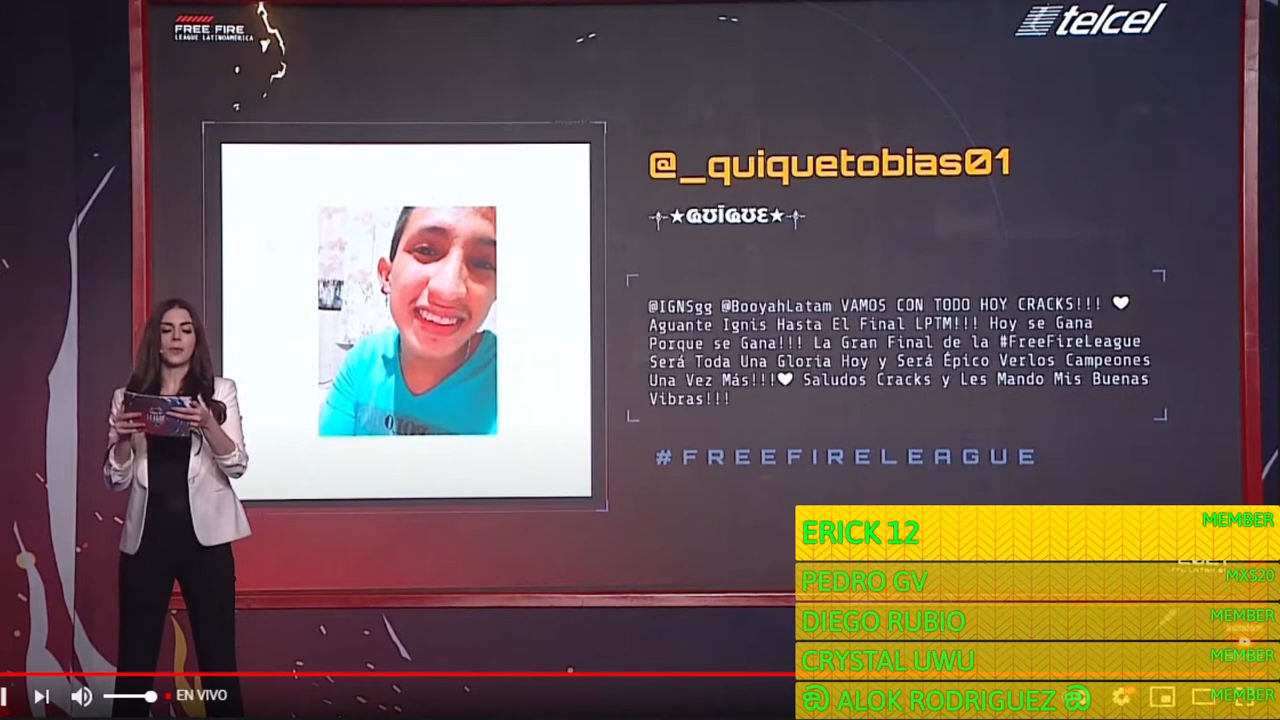 FREE FIRE
LEAGUE LATINOAMÉRICA
telcel
@_quiquetobias01
★QUIQUE★
@IGNSgg @BooyahLatam VAMOS CON TODO HOY CRACKS!!! ♥
Aguante Ignis Hasta El Final LPTM!!! Hoy se Gana
Porque se Gana!!! La Gran Final de la #FreeFireLeague
Será Toda Una Gloria Hoy y Será Épico Verlos Campeones
Una Vez Más!!!♥ Saludos Cracks y Les Mando Mis Buenas
Vibras!!!
#FREEFIRELEAGUE
LEAGUE
ERICK 12 MEMBER
PEDRO GV MX$20
DIEGO RUBIO MEMBER
CRYSTAL UWU MEMBER
ALOK RODRIGUEZ MEMBER
EN VIVO